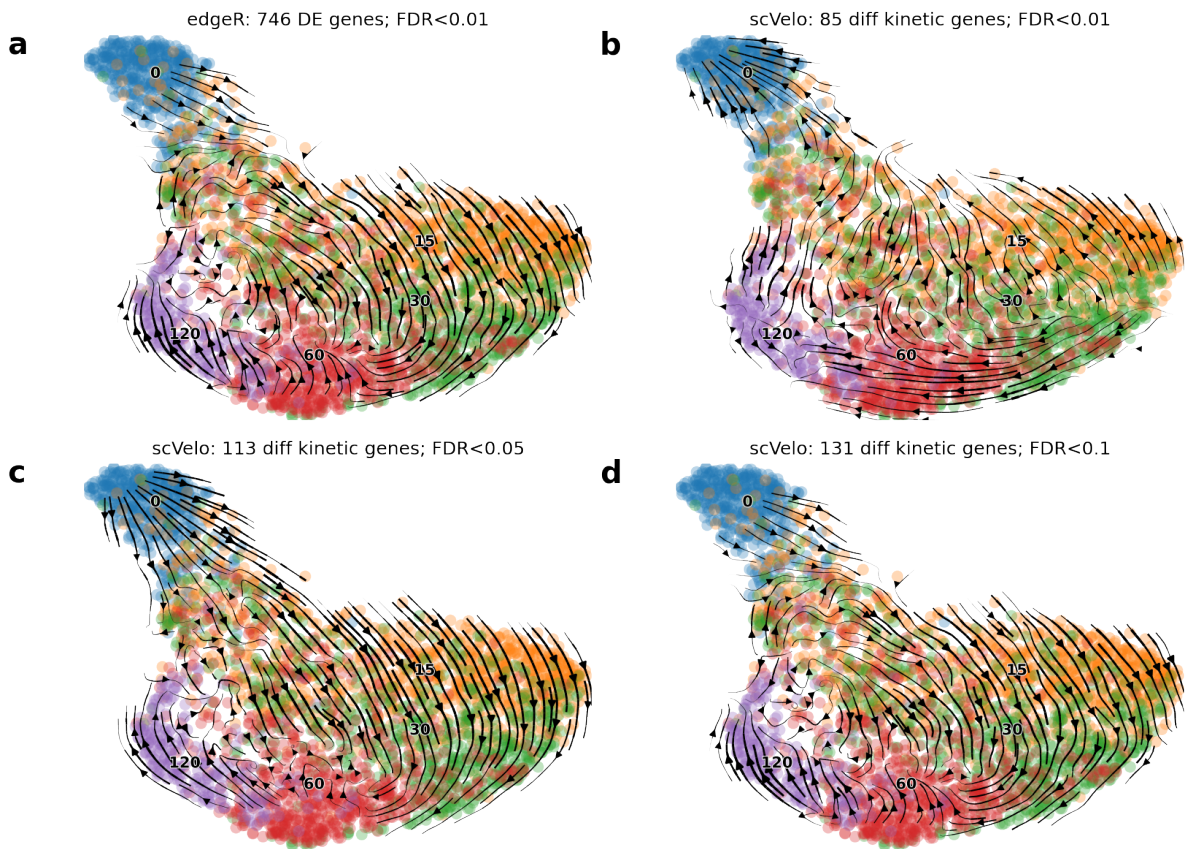 edgeR: 746 DE genes; FDR<0.01
scVelo: 85 diff kinetic genes; FDR<0.01
a
b
0
15
30
120
60
0
15
30
120
60
scVelo: 113 diff kinetic genes; FDR<0.05
scVelo: 131 diff kinetic genes; FDR<0.1
c
d
0
15
30
120
60
0
15
30
120
60